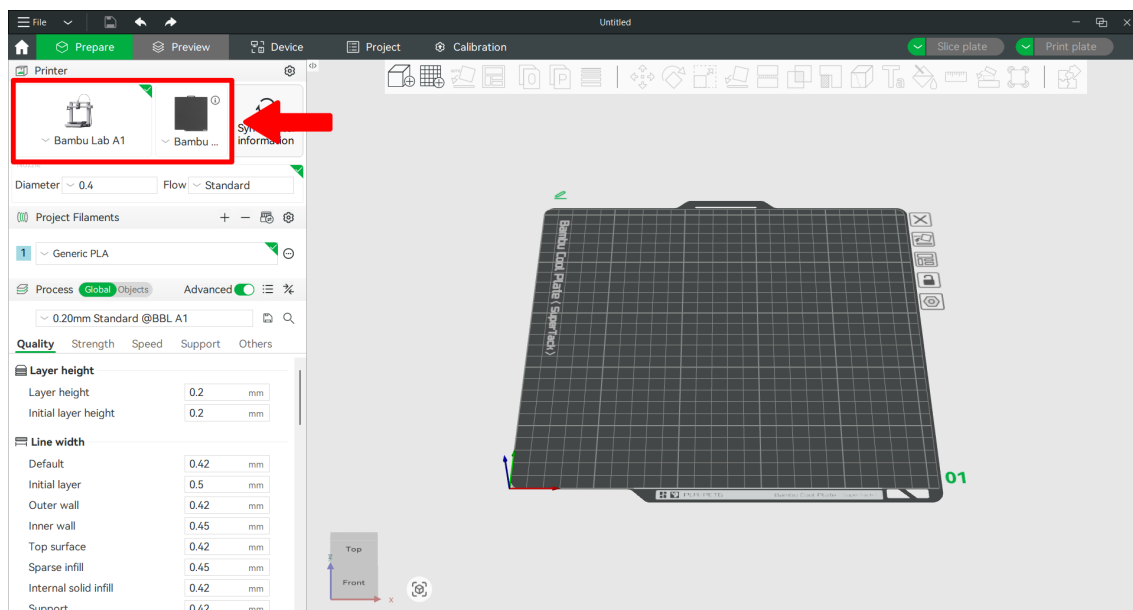 File
Untitled
Prepare
Preview
Device
Project
Calibration
Slice plate
Print plate
Printer
Bambu Lab A1
Bambu ...
information
Diameter
0.4
Flow
Standard
Project Filaments
1
Generic PLA
Process
Global
Objects
Advanced
0.20mm Standard @BBL A1
Quality
Strength
Speed
Support
Others
Layer height
Layer height
0.2
mm
Initial layer height
0.2
mm
Line width
Default
0.42
mm
Initial layer
0.5
mm
Outer wall
0.42
mm
Inner wall
0.45
mm
Top surface
0.42
mm
Sparse infill
0.45
mm
Internal solid infill
0.42
mm
Support
0.42
mm
Bambu Cool Plate (SuperTack)
01
Top
Front
z
x